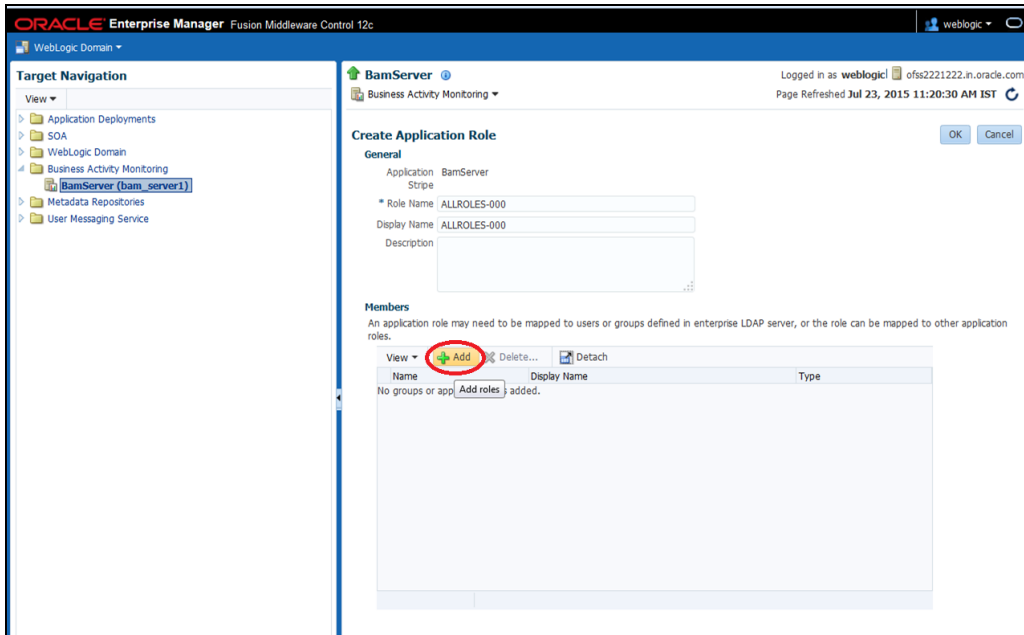 ORACLE Enterprise Manager Fusion Middleware Control 12c
weblogic
WebLogic Domain
Target Navigation
View
Application Deployments
SOA
WebLogic Domain
Business Activity Monitoring
BamServer (bam_server1)
Metadata Repositories
User Messaging Service
BamServer
Logged in as weblogic| ofss2221222.in.oracle.com
Business Activity Monitoring
Page Refreshed Jul 23, 2015 11:20:30 AM IST
Create Application Role
OK Cancel
General
Application Stripe BamServer
* Role Name ALLROLES-000
Display Name ALLROLES-000
Description
Members
An application role may need to be mapped to users or groups defined in enterprise LDAP server, or the role can be mapped to other application
roles.
View Add Delete... Detach
Name Display Name Type
No groups or app s added.
Add roles